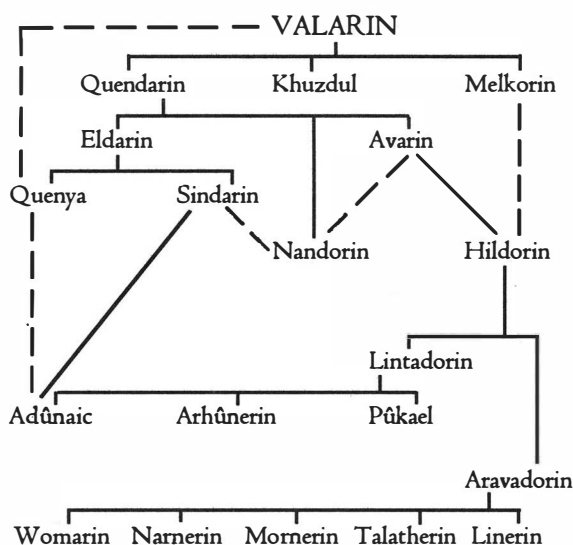 VALARIN
Quendarin Khuzdul Melkorin
Eldarin Avarin
Quenya Sindarin
Nandorin Hildorin
Lintadorin
Adûnaic Arhûnerin Pûkael
Aravadorin
Womarin Narnerin Mornerin Talatherin Linerin